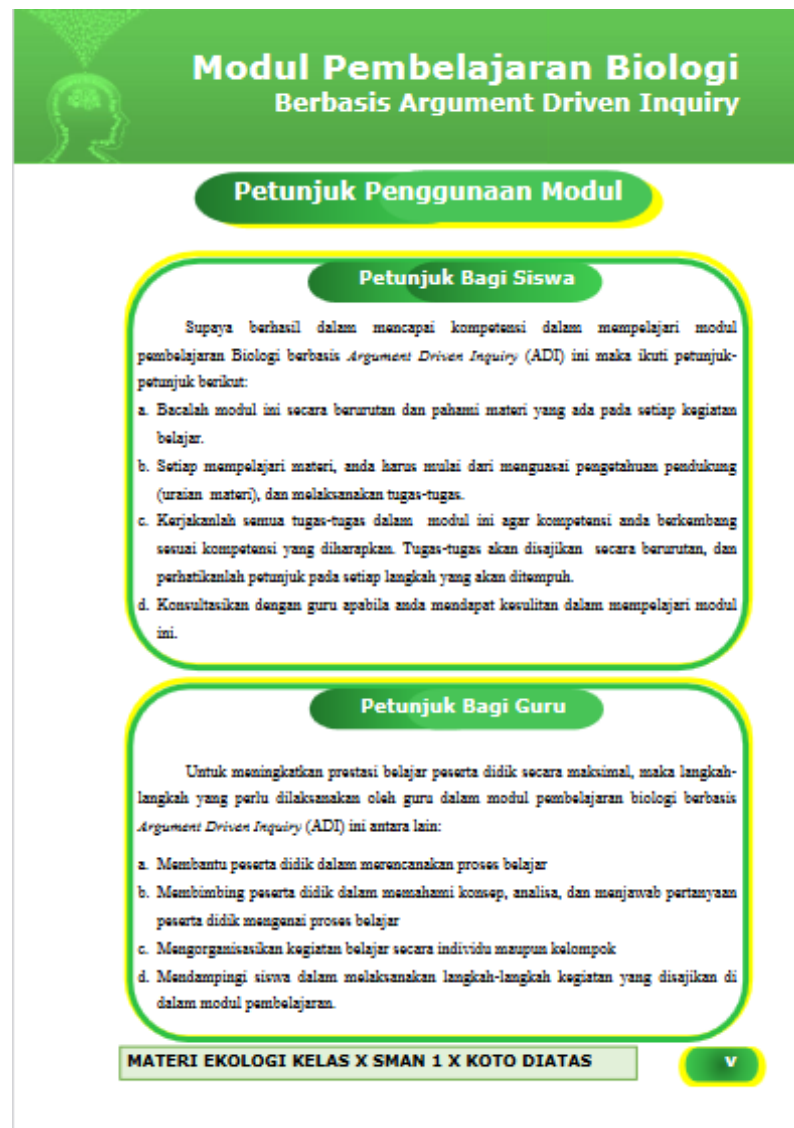 Modul Pembelajaran Biologi
Berbasis Argument Driven Inquiry
Petunjuk Penggunaan Modul
Petunjuk Bagi Siswa
Supaya berhasil dalam mencapai kompetensi dalam mempelajari modul
pembelajaran Biologi berbasis Argument Driven Inquiry (ADI) ini maka ikuti petunjuk-
petunjuk berikut:
a. Bacalah modul ini secara berurutan dan pahami materi yang ada pada setiap kegiatan
belajar.
b. Setiap mempelajari materi, anda harus mulai dari menguasai pengetahuan pendukung
(uraian materi), dan melaksanakan tugas-tugas.
c. Kerjakanlah semua tugas-tugas dalam modul ini agar kompetensi anda berkembang
sesuai kompetensi yang diharapkan. Tugas-tugas akan disajikan secara berurutan, dan
perhatikanlah petunjuk pada setiap langkah yang akan ditempuh.
d. Konsultasikan dengan guru apabila anda mendapat kesulitan dalam mempelajari modul
ini.
Petunjuk Bagi Guru
Untuk meningkatkan prestasi belajar peserta didik secara maksimal, maka langkah-
langkah yang perlu dilaksanakan oleh guru dalam modul pembelajaran biologi berbasis
Argument Driven Inquiry (ADI) ini antara lain:
a. Membantu peserta didik dalam merencanakan proses belajar
b. Membimbing peserta didik dalam memahami konsep, analisa, dan menjawab pertanyaan
peserta didik mengenai proses belajar
c. Mengorganisasikan kegiatan belajar secara individu maupun kelompok
d. Mendampingi siswa dalam melaksanakan langkah-langkah kegiatan yang disajikan di
dalam modul pembelajaran.
MATERI EKOLOGI KELAS X SMAN 1 X KOTO DIATAS
v